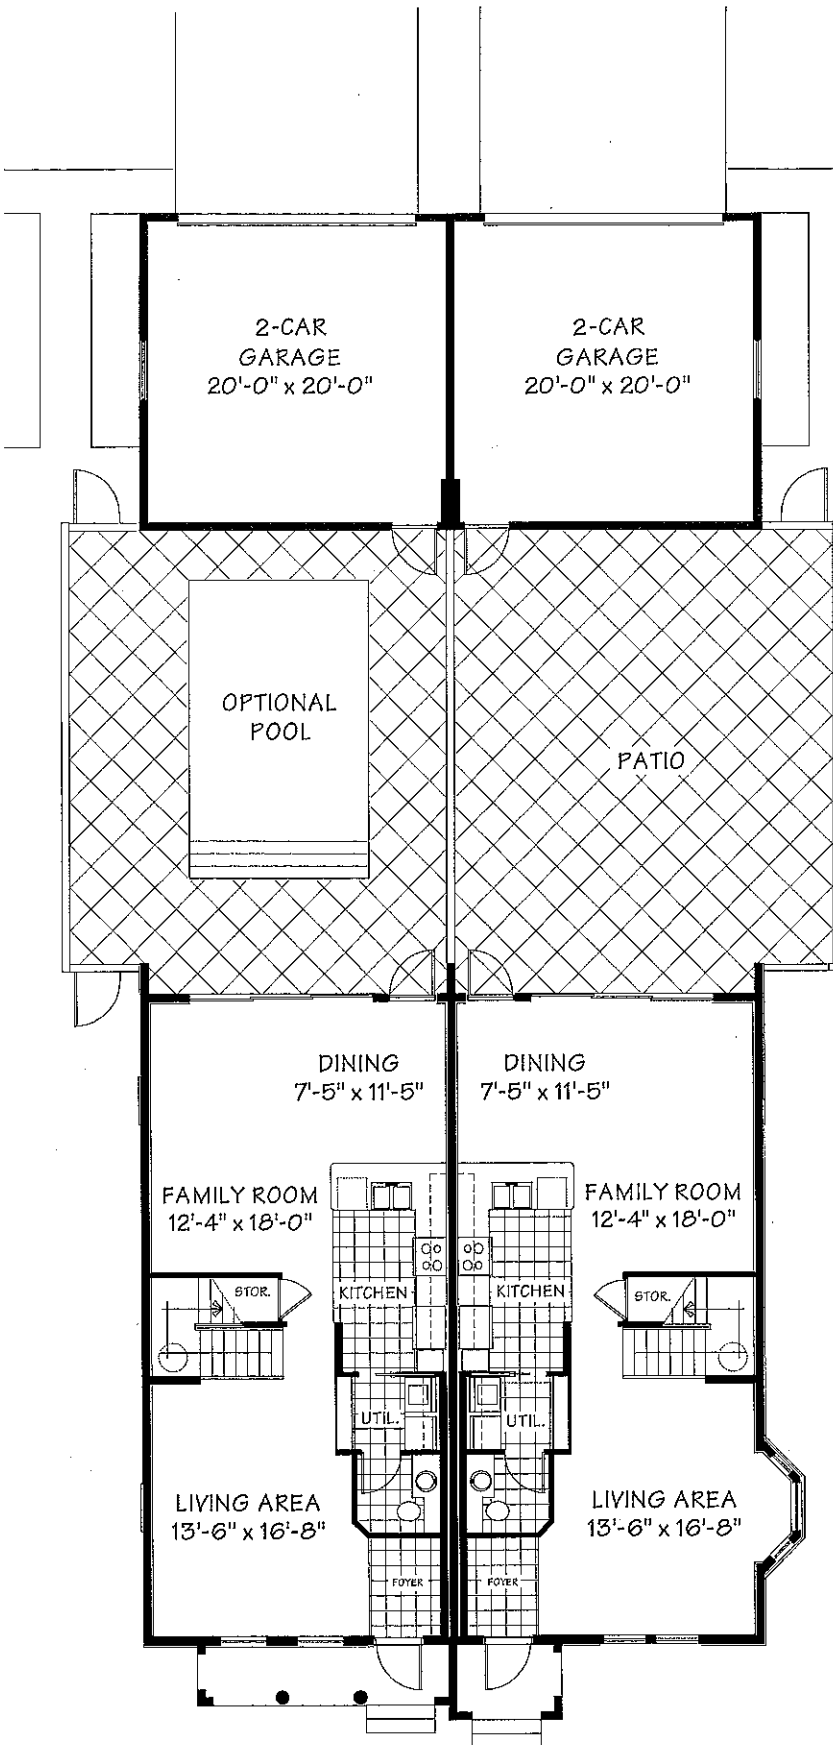 2-CAR
GARAGE
20'-0" x 20'-0"
2-CAR
GARAGE
20'-0" x 20'-0"
OPTIONAL
POOL
PATIO
DINING
7'-5" x 11'-5"
DINING
7'-5" x 11'-5"
FAMILY ROOM
12'-4" x 18'-0"
FAMILY ROOM
12'-4" x 18'-0"
STOR.
KITCHEN
KITCHEN
STOR.
UTIL.
UTIL.
LIVING AREA
13'-6" x 16'-8"
LIVING AREA
13'-6" x 16'-8"
FOYER
FOYER